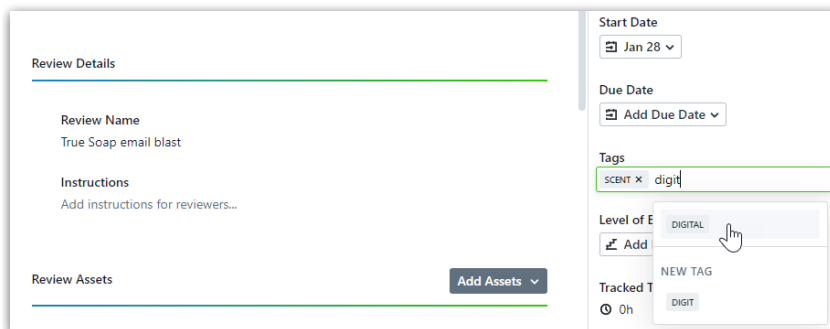 Review Details
Review Name
True Soap email blast
Instructions
Add instructions for reviewers...
Review Assets
Add Assets
Start Date
Jan 28
Due Date
Add Due Date
Tags
SCENT × digit
DIGITAL
NEW TAG
DIGIT
Level of E
Add
Tracked T
0h